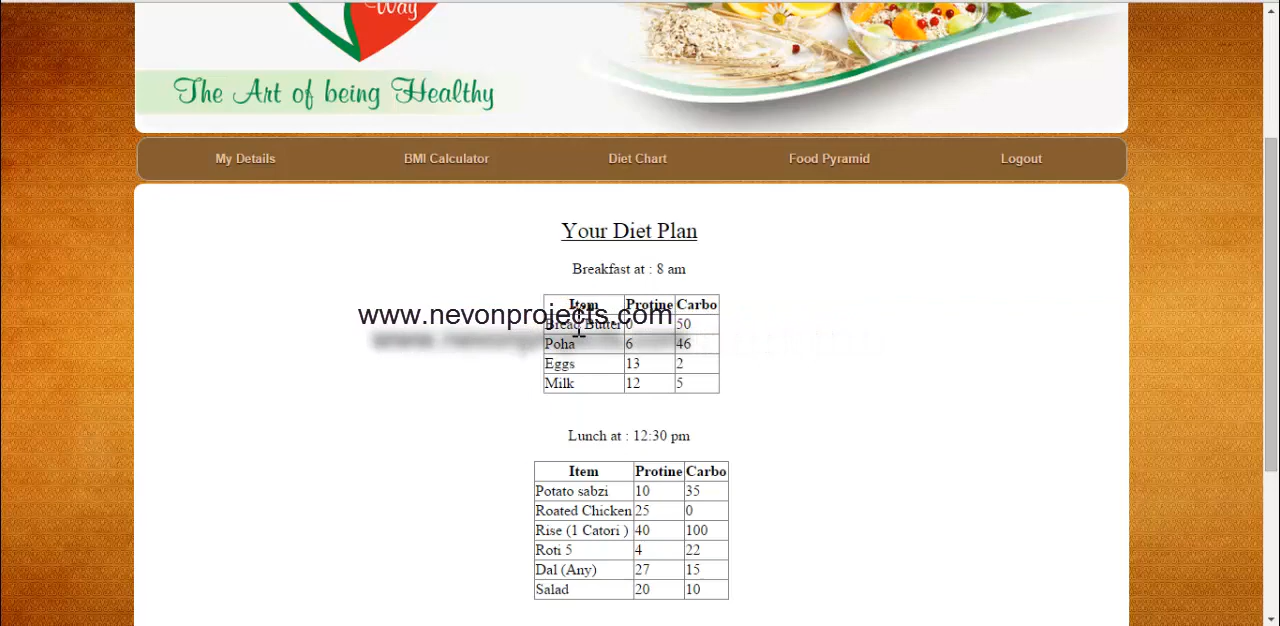 Way
The Art of being Healthy
My Details BMI Calculator Diet Chart Food Pyramid Logout
Your Diet Plan
Breakfast at : 8 am
Item Protine Carbo
www.nevonprojects.com
Bread Butter 0 50
Poha 6 46
Eggs 13 2
Milk 12 5
Lunch at : 12:30 pm
Item Protine Carbo
Potato sabzi 10 35
Roated Chicken 25 0
Rise (1 Catori ) 40 100
Roti 5 4 22
Dal (Any) 27 15
Salad 20 10